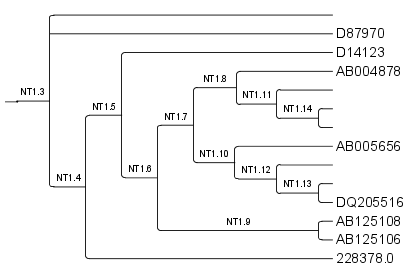 D87970
D14123
AB004878
NT1.8
NT1.3
NT1.11
NT1.5
NT1.14
NT1.7
AB005656
NT1.10
NT1.6
NT1.12
NT1.4
NT1.13
DQ205516
NT1.9
AB125108
AB125106
228378.0